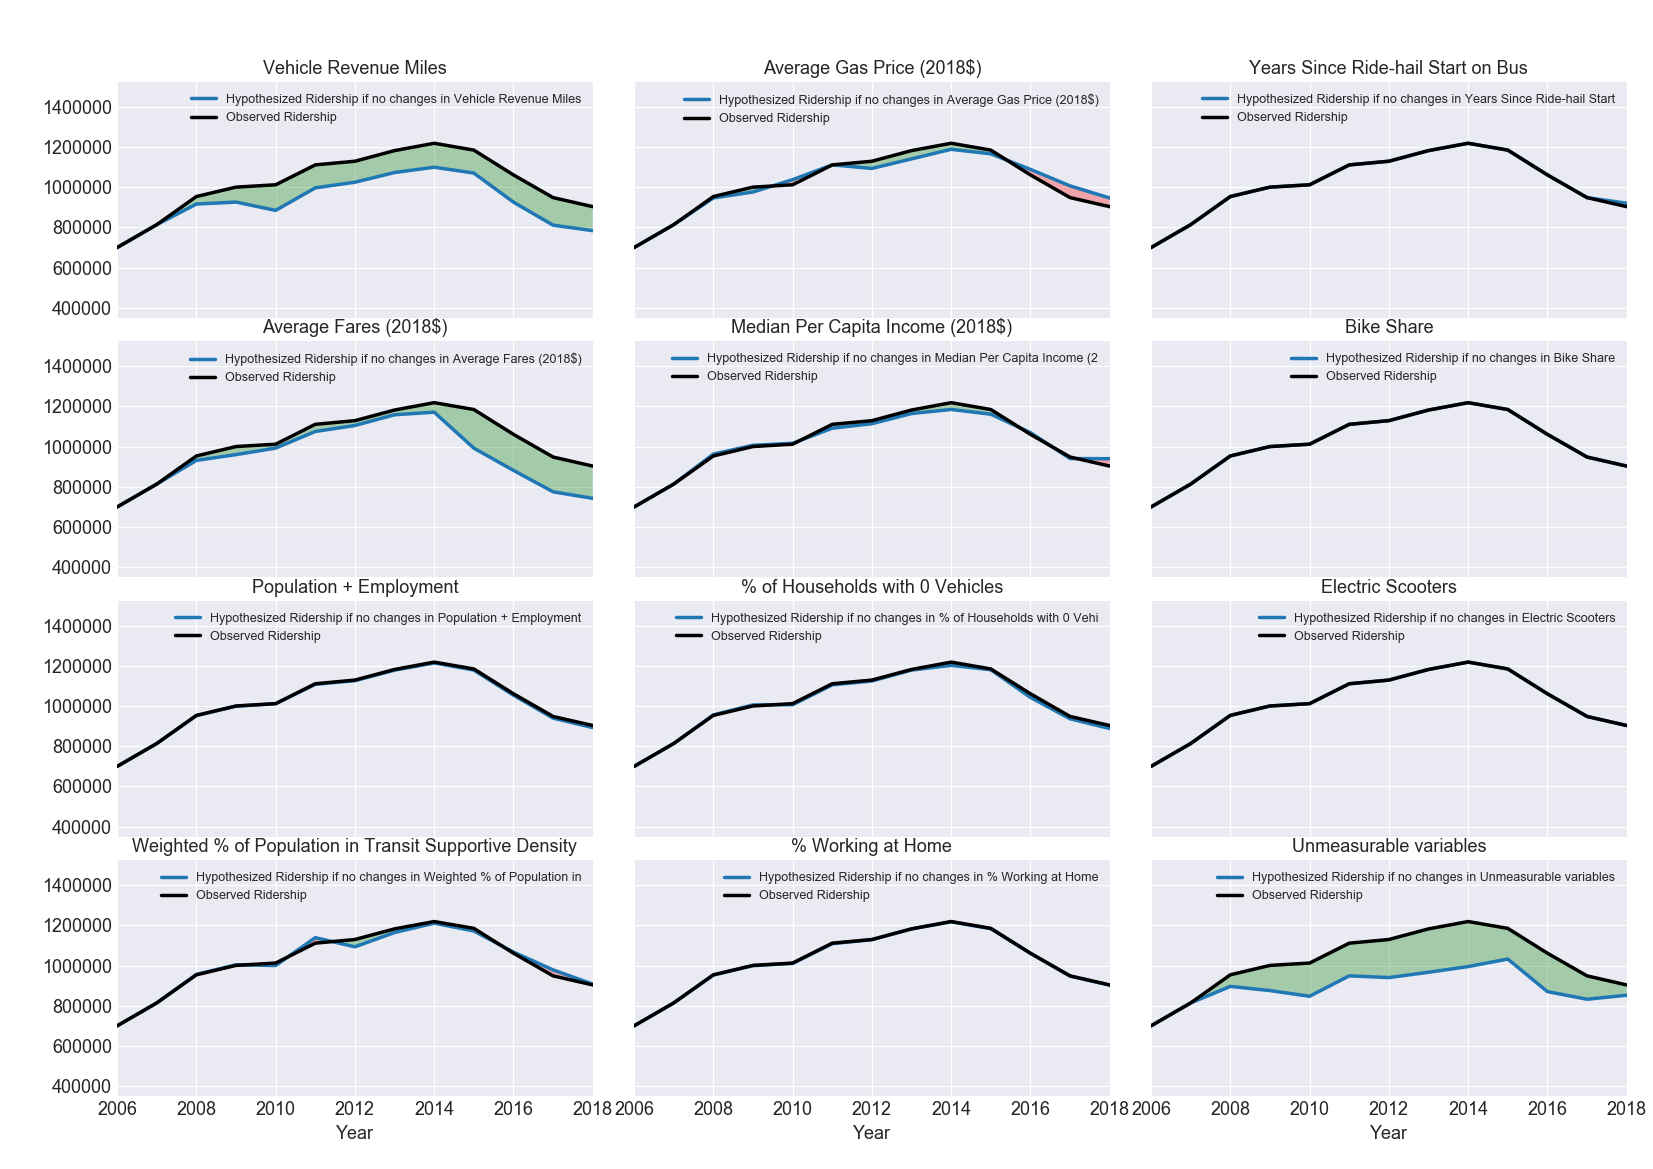 Vehicle Revenue Miles
Hypothesized Ridership if no changes in Vehicle Revenue Miles
Observed Ridership
1400000
1200000
1000000
800000
600000
400000
Average Gas Price (2018$)
Hypothesized Ridership if no changes in Average Gas Price (2018$)
Observed Ridership
Years Since Ride-hail Start on Bus
Hypothesized Ridership if no changes in Years Since Ride-hail Start
Observed Ridership
Average Fares (2018$)
Hypothesized Ridership if no changes in Average Fares (2018$)
Observed Ridership
1400000
1200000
1000000
800000
600000
400000
Median Per Capita Income (2018$)
Hypothesized Ridership if no changes in Median Per Capita Income (2
Observed Ridership
Bike Share
Hypothesized Ridership if no changes in Bike Share
Observed Ridership
Population + Employment
Hypothesized Ridership if no changes in Population + Employment
Observed Ridership
1400000
1200000
1000000
800000
600000
400000
% of Households with 0 Vehicles
Hypothesized Ridership if no changes in % of Households with 0 Vehi
Observed Ridership
Electric Scooters
Hypothesized Ridership if no changes in Electric Scooters
Observed Ridership
Weighted % of Population in Transit Supportive Density
Hypothesized Ridership if no changes in Weighted % of Population in
Observed Ridership
1400000
1200000
1000000
800000
600000
400000
2006 2008 2010 2012 2014 2016 2018
Year
% Working at Home
Hypothesized Ridership if no changes in % Working at Home
Observed Ridership
2006 2008 2010 2012 2014 2016 2018
Year
Unmeasurable variables
Hypothesized Ridership if no changes in Unmeasurable variables
Observed Ridership
2006 2008 2010 2012 2014 2016 2018
Year